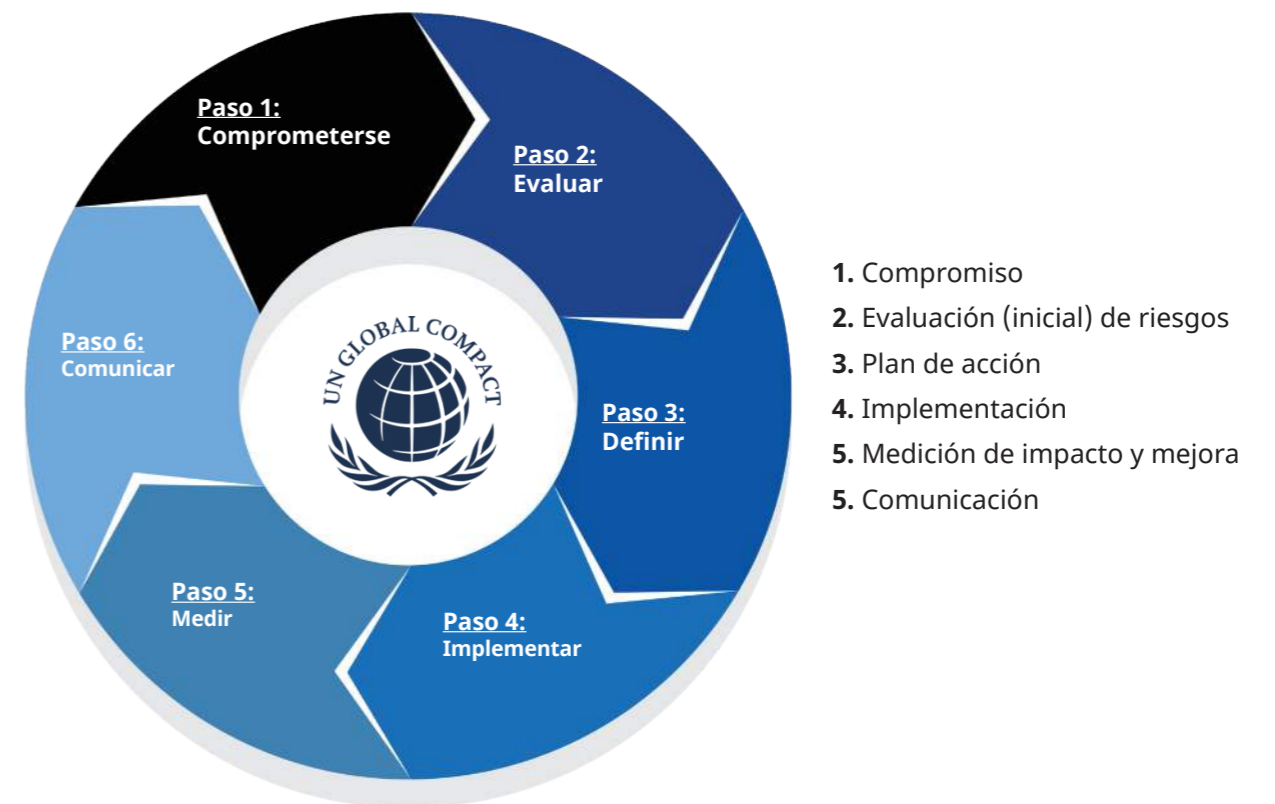 Paso 1:
Comprometerse
Paso 2:
Evaluar
Paso 3:
Definir
Paso 4:
Implementar
Paso 5:
Medir
Paso 6:
Comunicar
UN GLOBAL COMPACT
1. Compromiso
2. Evaluación (inicial) de riesgos
3. Plan de acción
4. Implementación
5. Medición de impacto y mejora
5. Comunicación